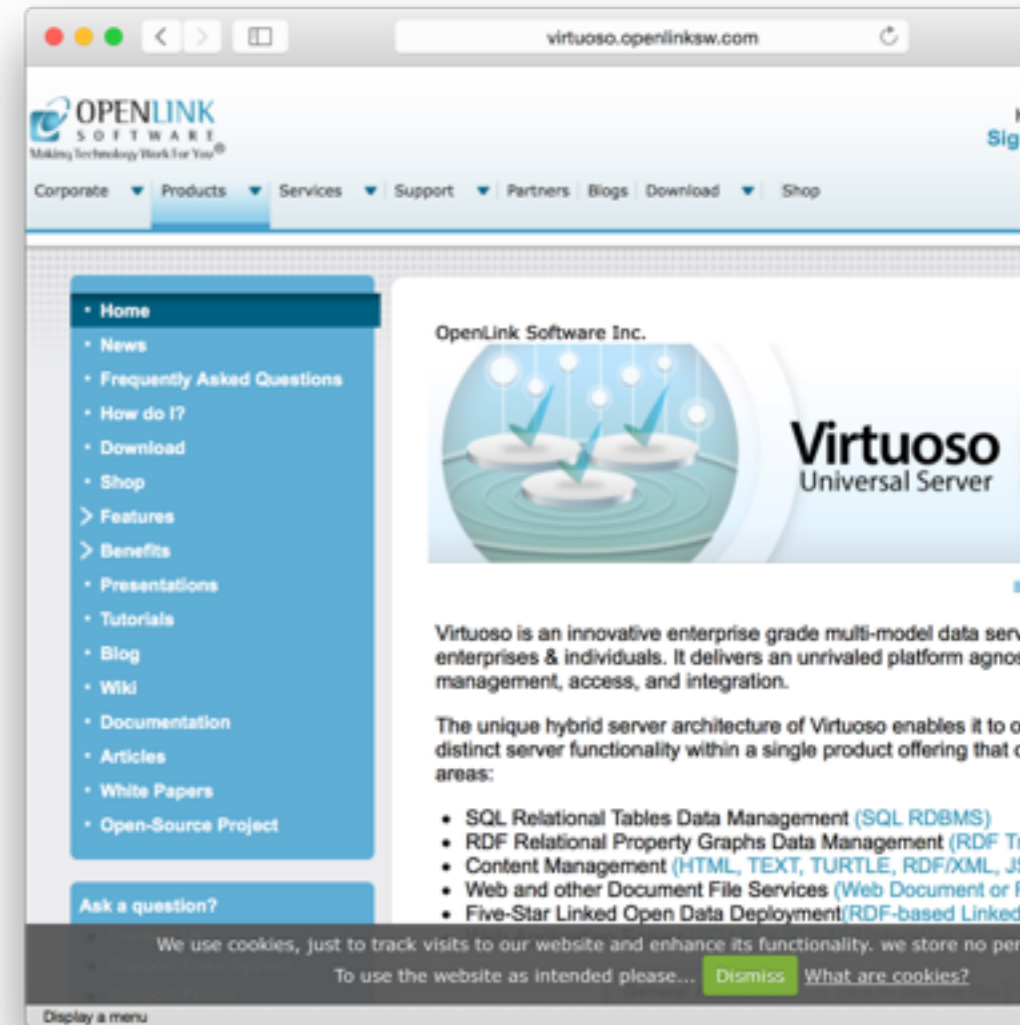 virtuoso.openlinksw.com
OPENLINK
SOFTWARE
Making Technology Work For You®
Sig
Corporate Products Services Support Partners Blogs Download Shop
Home
News
Frequently Asked Questions
How do I?
Download
Shop
Features
Benefits
Presentations
Tutorials
Blog
Wiki
Documentation
Articles
White Papers
Open-Source Project
Ask a question?
OpenLink Software Inc.
Virtuoso
Universal Server
Virtuoso is an innovative enterprise grade multi-model data serv
enterprises & individuals. It delivers an unrivaled platform agnos
management, access, and integration.
The unique hybrid server architecture of Virtuoso enables it to o
distinct server functionality within a single product offering that c
areas:
• SQL Relational Tables Data Management (SQL RDBMS)
• RDF Relational Property Graphs Data Management (RDF Tr
• Content Management (HTML, TEXT, TURTLE, RDF/XML, JS
• Web and other Document File Services (Web Document or F
• Five-Star Linked Open Data Deployment(RDF-based Linked
We use cookies, just to track visits to our website and enhance its functionality. we store no per
To use the website as intended please... Dismiss What are cookies?
Display a menu